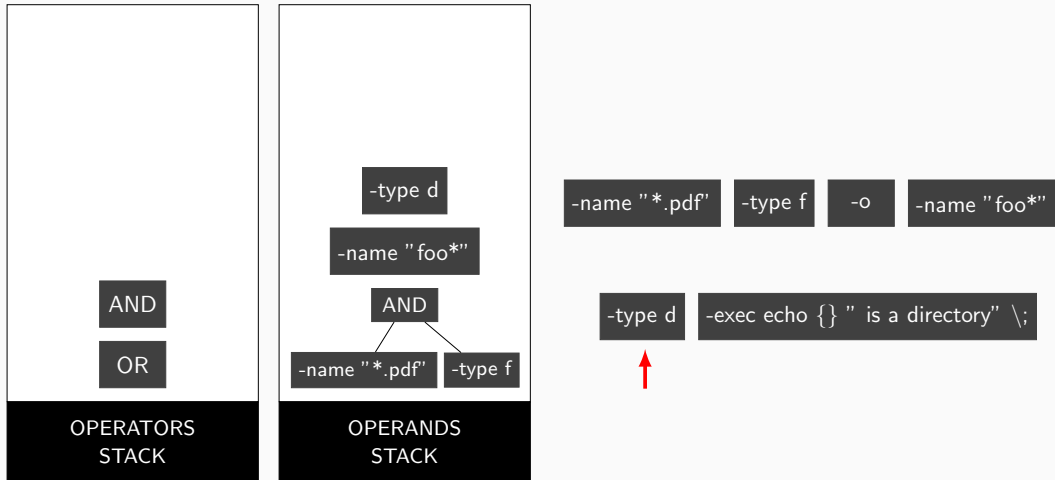 AND
OR
OPERATORS
STACK
-type d
-name "foo*"
AND
-name "*.pdf" -type f
OPERANDS
STACK
-name "*.pdf" -type f -o -name "foo*"
-type d -exec echo {} " is a directory" \;